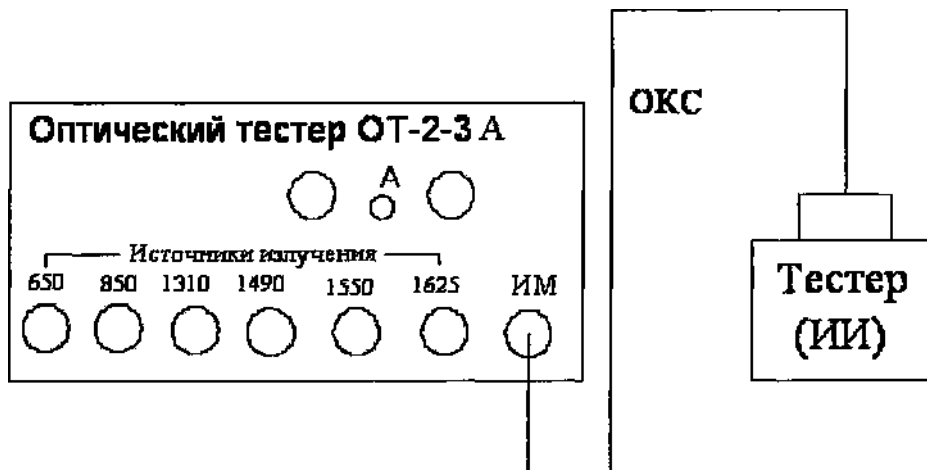 ОКС
Оптический тестер ОТ-2-3 А
А
Источники излучения
650 850 1310 1490 1550 1625 ИМ
Тестер
(ИИ)